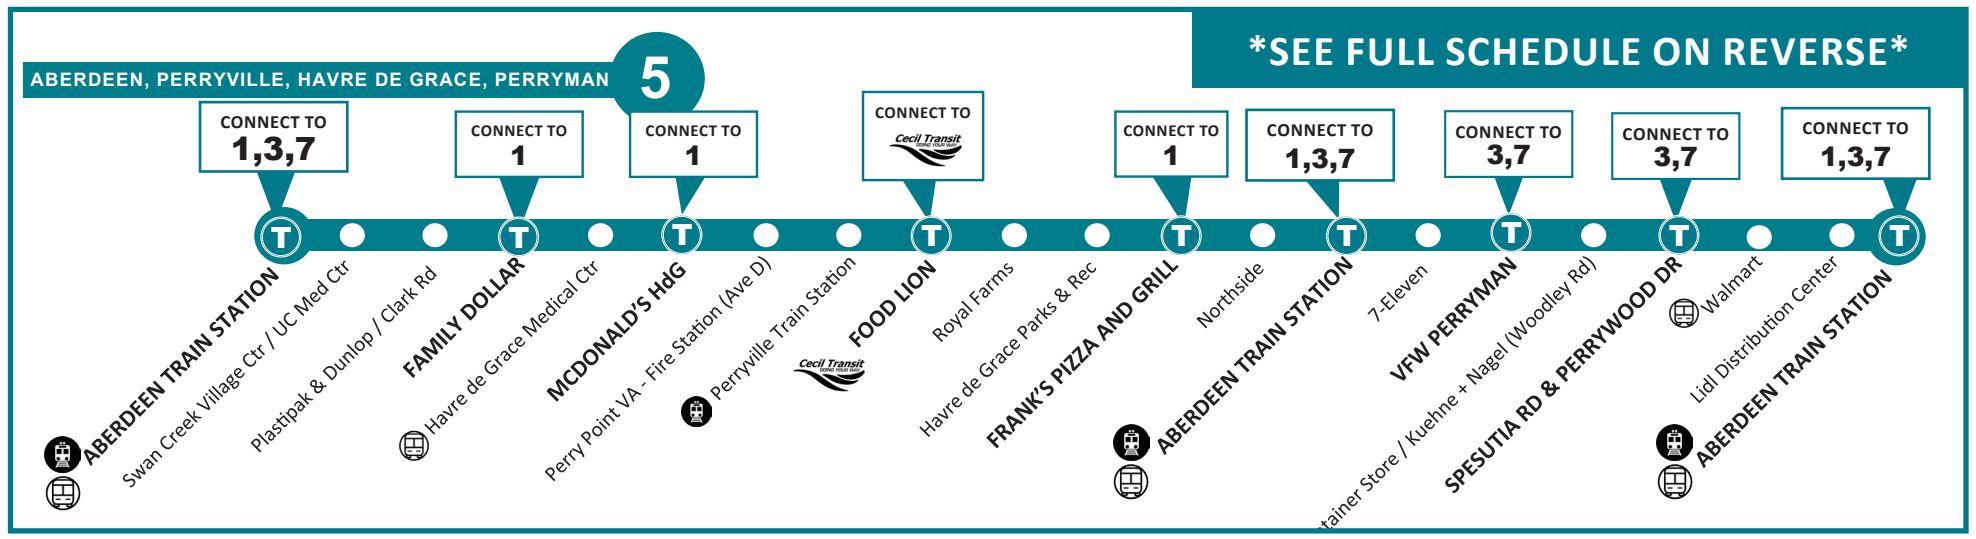 *SEE FULL SCHEDULE ON REVERSE*
ABERDEEN, PERRYVILLE, HAVRE DE GRACE, PERRYMAN
5
CONNECT TO
1,3,7
CONNECT TO
1
CONNECT TO
1
CONNECT TO
Cecil Transit
GOING YOUR WAY
CONNECT TO
1
CONNECT TO
1,3,7
CONNECT TO
3,7
CONNECT TO
3,7
CONNECT TO
1,3,7
T
T
T
T
T
T
T
T
T
ABERDEEN TRAIN STATION
Swan Creek Village Ctr / UC Med Ctr
Plastipak & Dunlop / Clark Rd
FAMILY DOLLAR
Havre de Grace Medical Ctr
MCDONALD'S HdG
Perry Point VA - Fire Station (Ave D)
Perryville Train Station
FOOD LION
Cecil Transit
GOING YOUR WAY
Royal Farms
Havre de Grace Parks & Rec
FRANK'S PIZZA AND GRILL
Northside
ABERDEEN TRAIN STATION
7-Eleven
VFW PERRYMAN
tainer Store / Kuehne + Nagel (Woodley Rd)
SPESUTIA RD & PERRYWOOD DR
Walmart
Lidl Distribution Center
ABERDEEN TRAIN STATION